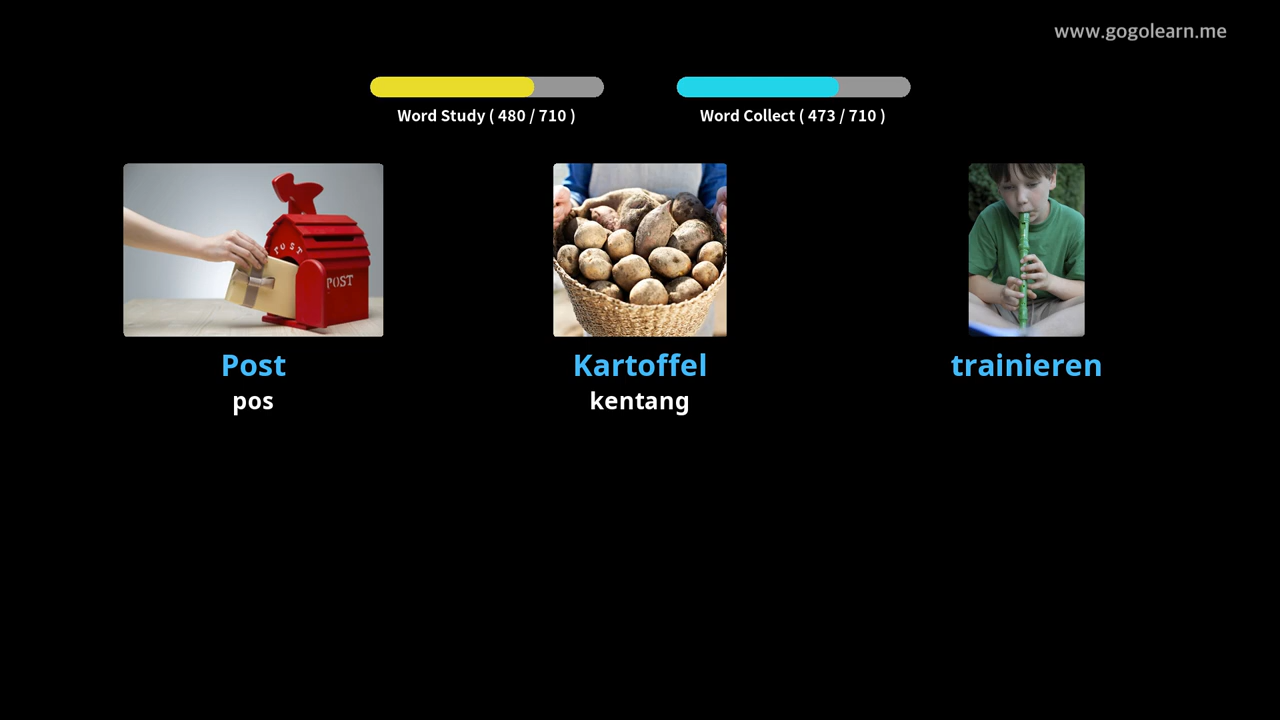 www.gogolearn.me
Word Study ( 480 / 710 )
Word Collect ( 473 / 710 )
POST
POST
Post
Kartoffel
trainieren
pos
kentang